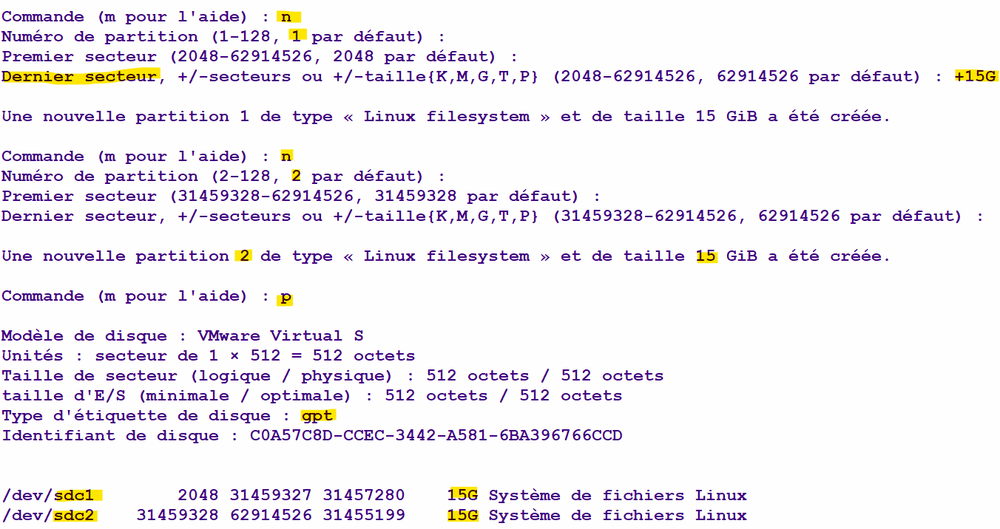 Commande (m pour l'aide) : n
Numéro de partition (1-128, 1 par défaut) :
Premier secteur (2048-62914526, 2048 par défaut) :
Dernier secteur, +/-secteurs ou +/-taille{K,M,G,T,P} (2048-62914526, 62914526 par défaut) : +15G
Une nouvelle partition 1 de type « Linux filesystem » et de taille 15 GiB a été créée.
Commande (m pour l'aide) : n
Numéro de partition (2-128, 2 par défaut) :
Premier secteur (31459328-62914526, 31459328 par défaut) :
Dernier secteur, +/-secteurs ou +/-taille{K,M,G,T,P} (31459328-62914526, 62914526 par défaut) :
Une nouvelle partition 2 de type « Linux filesystem » et de taille 15 GiB a été créée.
Commande (m pour l'aide) : p
Modèle de disque : VMware Virtual S
Unités : secteur de 1 × 512 = 512 octets
Taille de secteur (logique / physique) : 512 octets / 512 octets
taille d'E/S (minimale / optimale) : 512 octets / 512 octets
Type d'étiquette de disque : gpt
Identifiant de disque : C0A57C8D-CCEC-3442-A581-6BA396766CCD
/dev/sdc1 2048 31459327 31457280 15G Système de fichiers Linux
/dev/sdc2 31459328 62914526 31455199 15G Système de fichiers Linux